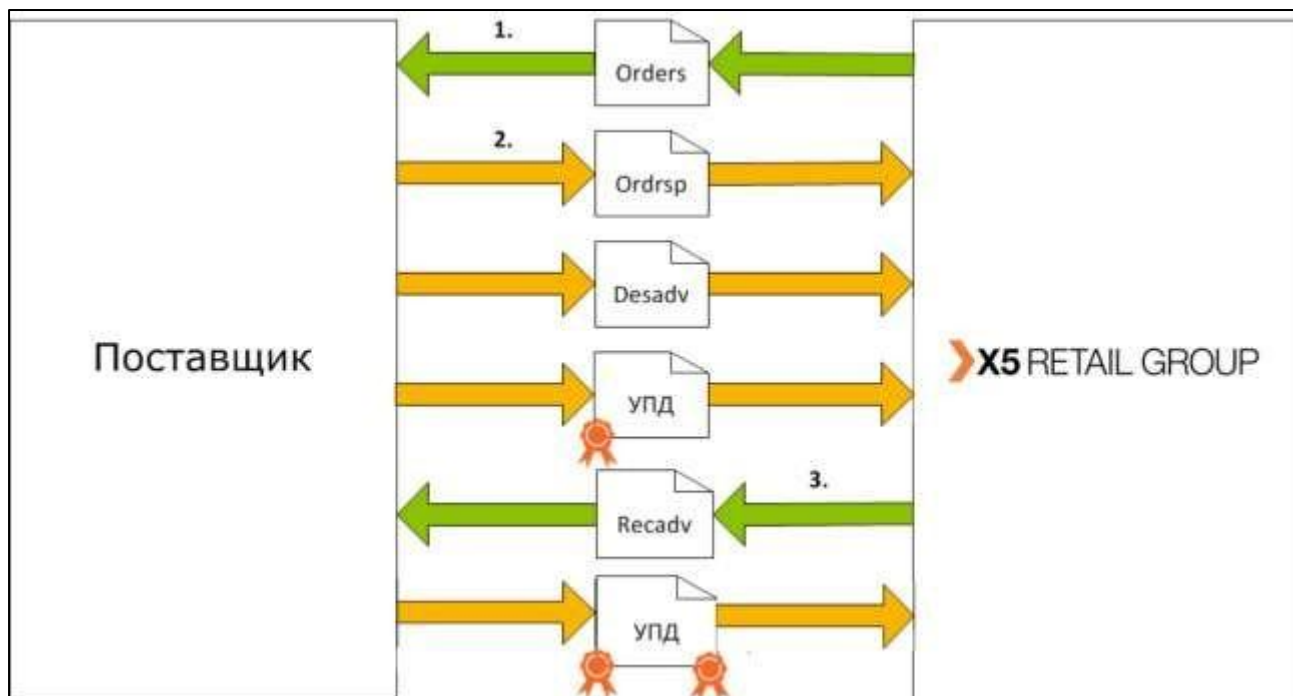 1.
Orders
2.
Ordrsp
Desadv
Поставщик
X5 RETAIL GROUP
УПД
3.
Recadv
УПД